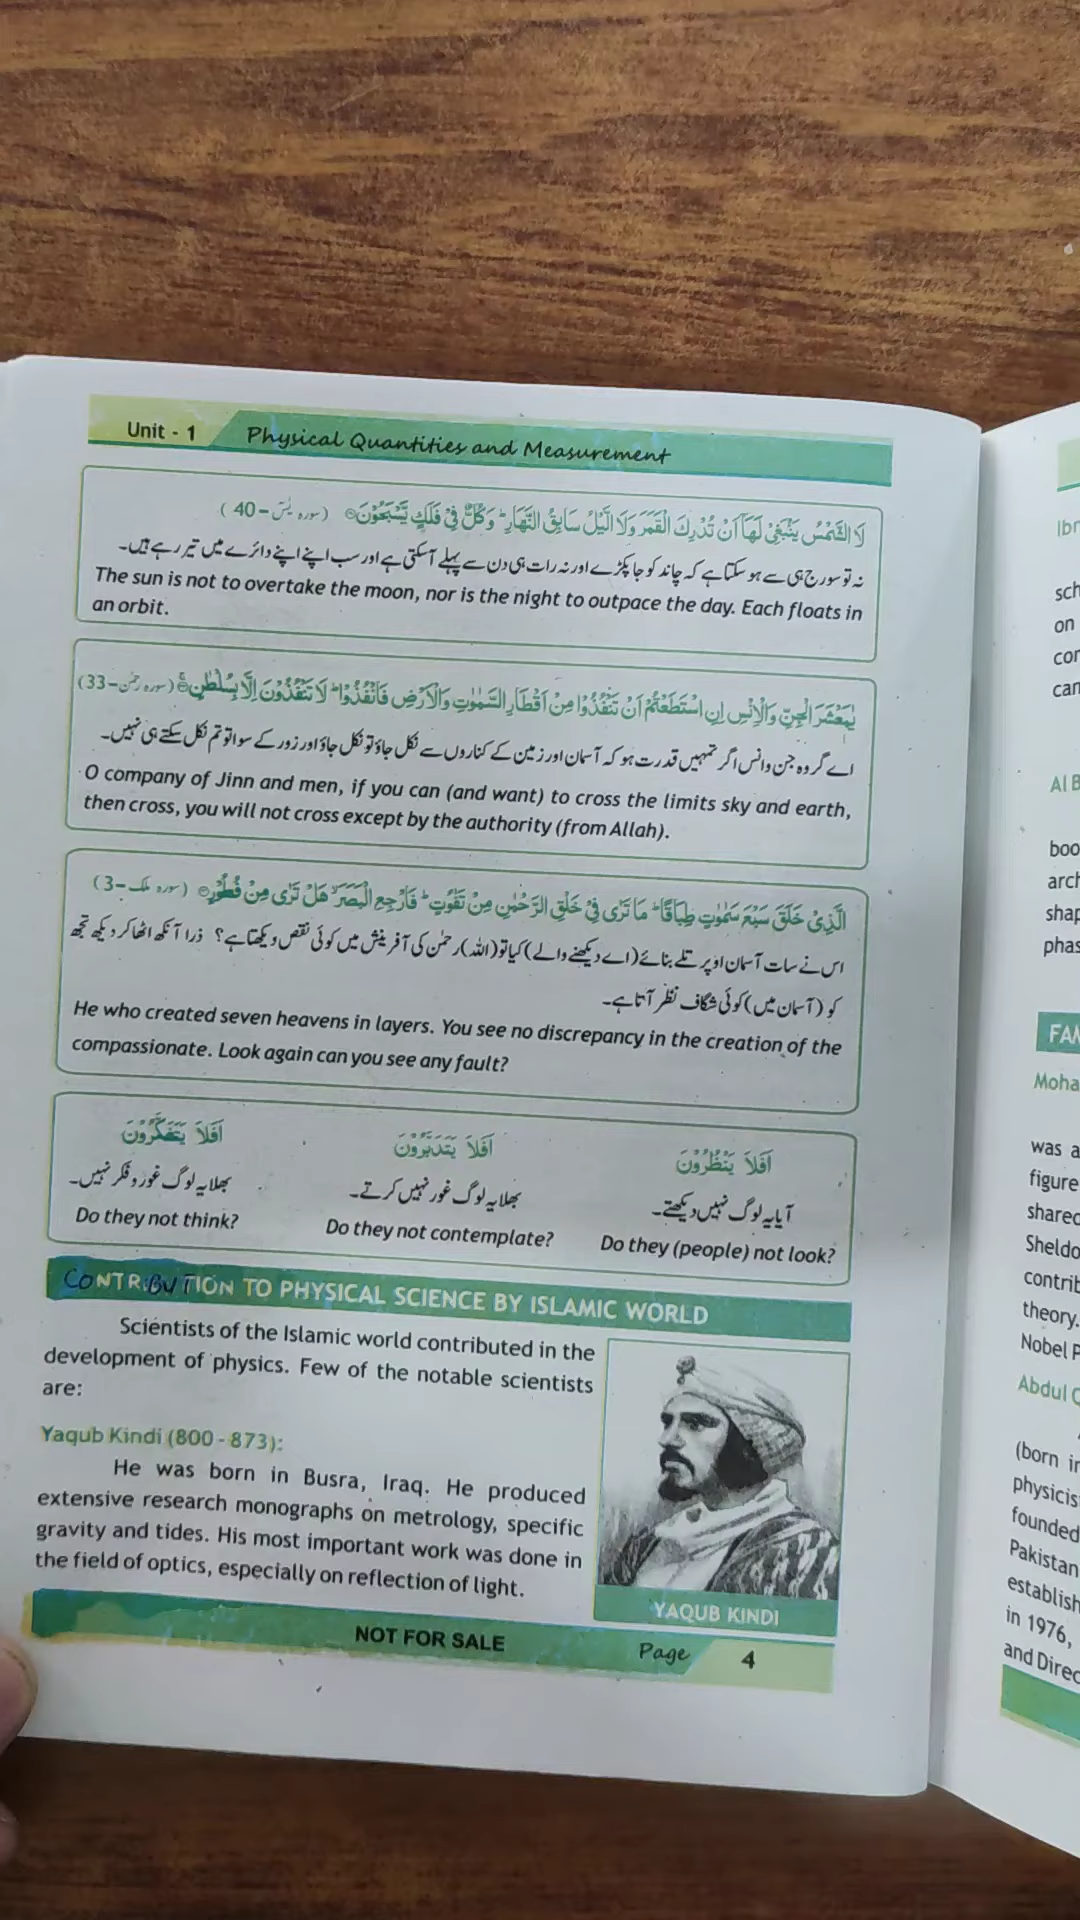 Unit - 1 Physical Quantities and Measurement
لَا الشَّمْسُ يَنْۢبَغِيْ لَهَاۤ اَنْ تُدْرِكَ الْقَمَرَ وَلَا الَّيْلُ سَابِقُ النَّهَارِ ؕ وَكُلٌّ فِيْ فَلَكٍ يَّسْبَحُوْنَ (سورہ یٰسٓ – 40)
نہ تو سورج ہی سے ہو سکتا ہے کہ چاند کو جا پکڑے اور نہ رات ہی دن سے پہلے آ سکتی ہے اور سب اپنے اپنے دائرے میں تیر رہے ہیں۔
The sun is not to overtake the moon, nor is the night to outpace the day. Each floats in
an orbit.
يٰمَعْشَرَ الْجِنِّ وَالْاِنْسِ اِنِ اسْتَطَعْتُمْ اَنْ تَنْفُذُوْا مِنْ اَقْطَارِ السَّمٰوٰتِ وَالْاَرْضِ فَانْفُذُوْا ؕ لَا تَنْفُذُوْنَ اِلَّا بِسُلْطٰنٍ (سورہ رحمٰن – 33)
اے گروہ جن و انس اگر تمہیں قدرت ہو کہ آسمان اور زمین کے کناروں سے نکل جاؤ تو نکل جاؤ اور زور کے سوا تو تم نکل سکتے ہی نہیں۔
O company of Jinn and men, if you can (and want) to cross the limits sky and earth,
then cross, you will not cross except by the authority (from Allah).
الَّذِيْ خَلَقَ سَبْعَ سَمٰوٰتٍ طِبَاقًا ؕ مَا تَرٰى فِيْ خَلْقِ الرَّحْمٰنِ مِنْ تَفٰوُتٍ ؕ فَارْجِعِ الْبَصَرَ ۙ هَلْ تَرٰى مِنْ فُطُوْرٍ (سورہ ملک – 3)
اس نے سات آسمان اوپر تلے بنائے (اے دیکھنے والے) کیا تو (اللہ) رحمٰن کی آفرینش میں کوئی نقص دیکھتا ہے؟ ذرا آنکھ اٹھا کر دیکھ تجھ
کو (آسمان میں) کوئی شگاف نظر آتا ہے۔
He who created seven heavens in layers. You see no discrepancy in the creation of the
compassionate. Look again can you see any fault?
اَفَلَا يَنْظُرُوْنَ
آیا یہ لوگ نہیں دیکھتے۔
Do they (people) not look?
اَفَلَا يَتَدَبَّرُوْنَ
بھلا یہ لوگ غور نہیں کرتے۔
Do they not contemplate?
اَفَلَا يَتَفَكَّرُوْنَ
بھلا یہ لوگ غور و فکر نہیں۔
Do they not think?
CONTRIBUTION TO PHYSICAL SCIENCE BY ISLAMIC WORLD
Scientists of the Islamic world contributed in the
development of physics. Few of the notable scientists
are:
Yaqub Kindi (800 - 873):
He was born in Busra, Iraq. He produced
extensive research monographs on metrology, specific
gravity and tides. His most important work was done in
the field of optics, especially on reflection of light.
YAQUB KINDI
NOT FOR SALE
Page 4
sch
on
boo
arch
phas
Moha
was a
figure
shared
Sheldo
contrib
theory.
Nobel P
Abdul Q
(born in
physicis
founded
Pakistan
establish
in 1976,
and Direc